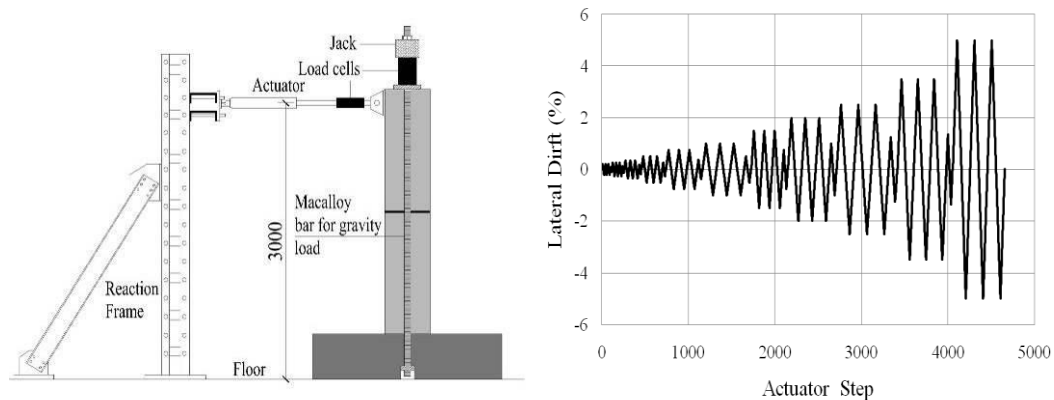 Jack
Load cells
Actuator
Macalloy
bar for gravity
load
3000
Reaction
Frame
Floor
Lateral Dirft (%)
6
4
2
0
-2
-4
-6
0
1000
2000
3000
4000
5000
Actuator Step